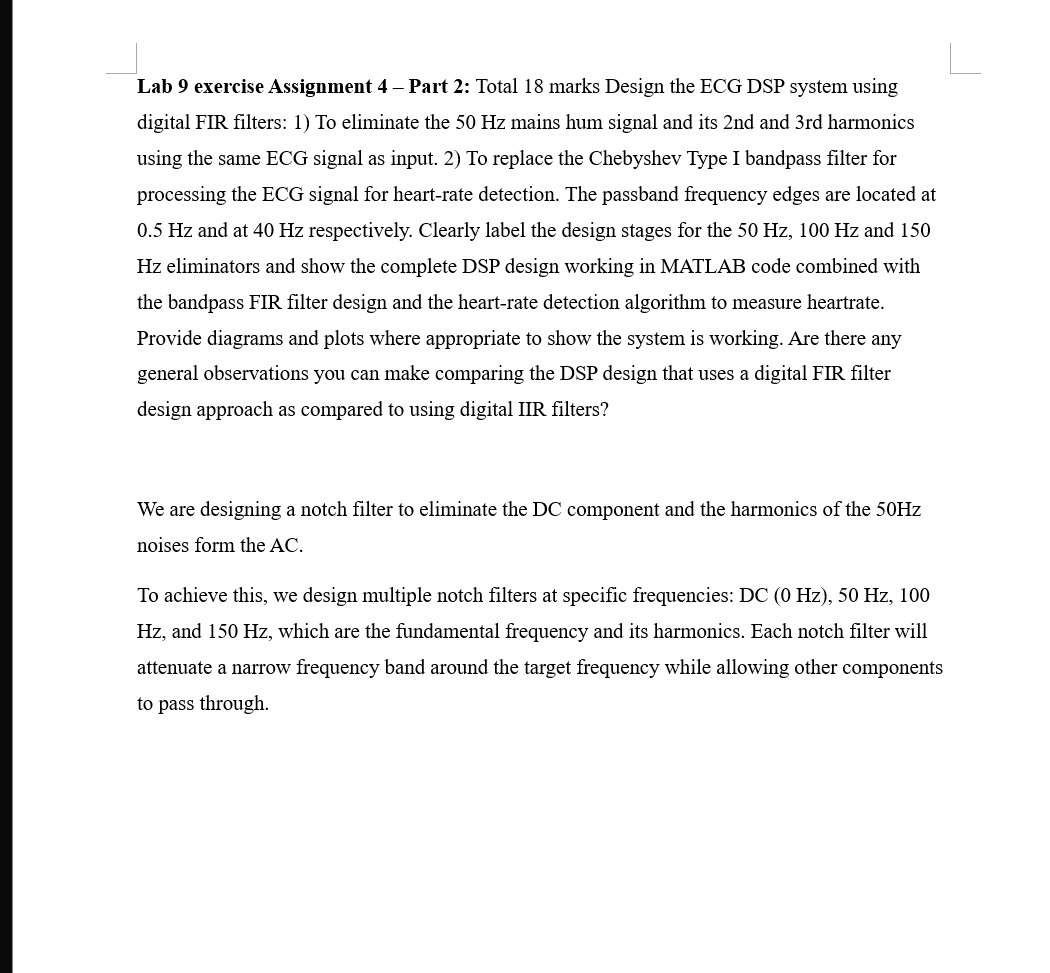 Lab 9 exercise Assignment 4 – Part 2: Total 18 marks Design the ECG DSP system using
digital FIR filters: 1) To eliminate the 50 Hz mains hum signal and its 2nd and 3rd harmonics
using the same ECG signal as input. 2) To replace the Chebyshev Type I bandpass filter for
processing the ECG signal for heart-rate detection. The passband frequency edges are located at
0.5 Hz and at 40 Hz respectively. Clearly label the design stages for the 50 Hz, 100 Hz and 150
Hz eliminators and show the complete DSP design working in MATLAB code combined with
the bandpass FIR filter design and the heart-rate detection algorithm to measure heartrate.
Provide diagrams and plots where appropriate to show the system is working. Are there any
general observations you can make comparing the DSP design that uses a digital FIR filter
design approach as compared to using digital IIR filters?
We are designing a notch filter to eliminate the DC component and the harmonics of the 50Hz
noises form the AC.
To achieve this, we design multiple notch filters at specific frequencies: DC (0 Hz), 50 Hz, 100
Hz, and 150 Hz, which are the fundamental frequency and its harmonics. Each notch filter will
attenuate a narrow frequency band around the target frequency while allowing other components
to pass through.